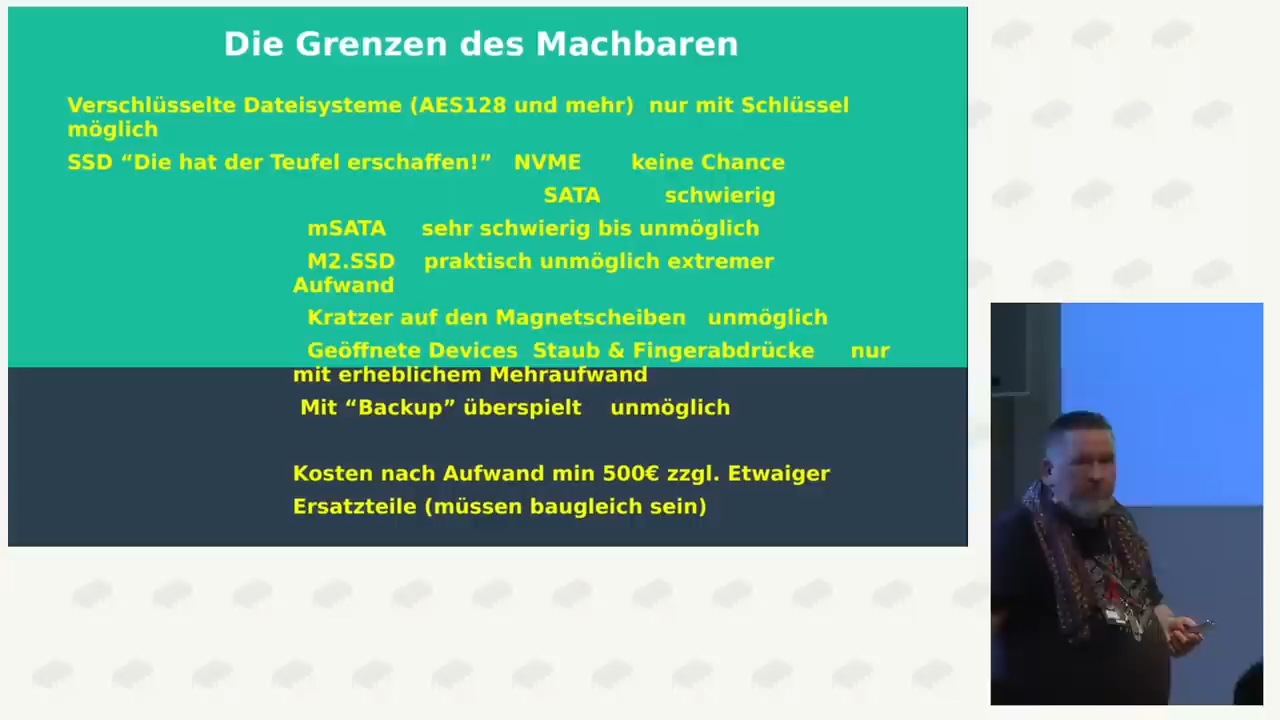 Die Grenzen des Machbaren
Verschlüsselte Dateisysteme (AES128 und mehr) nur mit Schlüssel
möglich
SSD “Die hat der Teufel erschaffen!” NVME keine Chance
SATA schwierig
mSATA sehr schwierig bis unmöglich
M2.SSD praktisch unmöglich extremer
Aufwand
Kratzer auf den Magnetscheiben unmöglich
Geöffnete Devices Staub & Fingerabdrücke nur
mit erheblichem Mehraufwand
Mit “Backup” überspielt unmöglich
Kosten nach Aufwand min 500€ zzgl. Etwaiger
Ersatzteile (müssen baugleich sein)